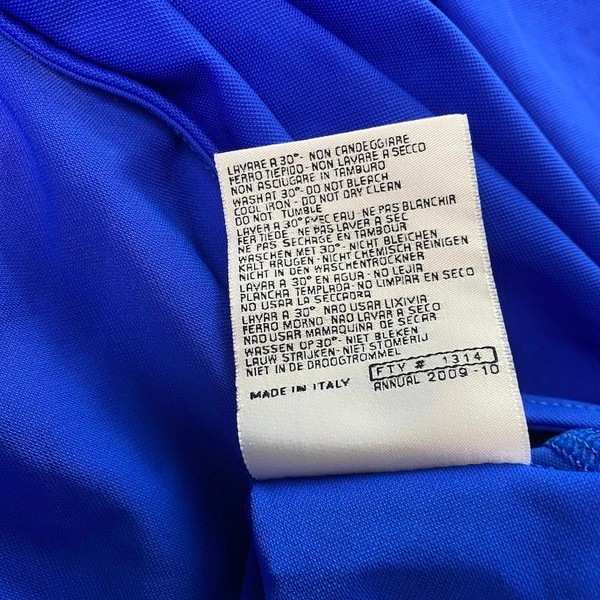 LAVARE A 30°- NON CANDEGGIARE
FERRO TIEPIDO - NON LAVARE A SECCO
NON ASCIUGARE IN TAMBURO
WASH AT 30°- DO NOT BLEACH
COOL IRON - DO NOT DRY CLEAN
DO NOT TUMBLE
LAVER A 30° AVEC EAU - NE PAS BLANCHIR
FER TIEDE - NE PAS LAVER A SEC
NE PAS SECHAGE EN TAMBOUR
WASCHEN MET 30°- NICHT BLEICHEN
KALT BRUGEN - NICHT CHEMISCH REINIGEN
NICHT IN DEN WASCHENTROCKNER
LAVAR A 30° EN AGUA - NO LEJIA
PLANCHA TEMPLADA - NO LIMPIAR EN SECO
NO USAR LA SECCADRA
LAVAR A 30°- NAO USAR LIXIVIA
FERRO MORNO - NAO LAVAR A SECO
NAO USAR MAMAQUINA DE SECAR
WASSEN OP 30°- NIET BLEKEN
LAUW STRIJKEN - NIET STOMERIJ
NIET IN DE DROOGTROMMEL
FTY # 1314
MADE IN ITALY ANNUAL 2009-10